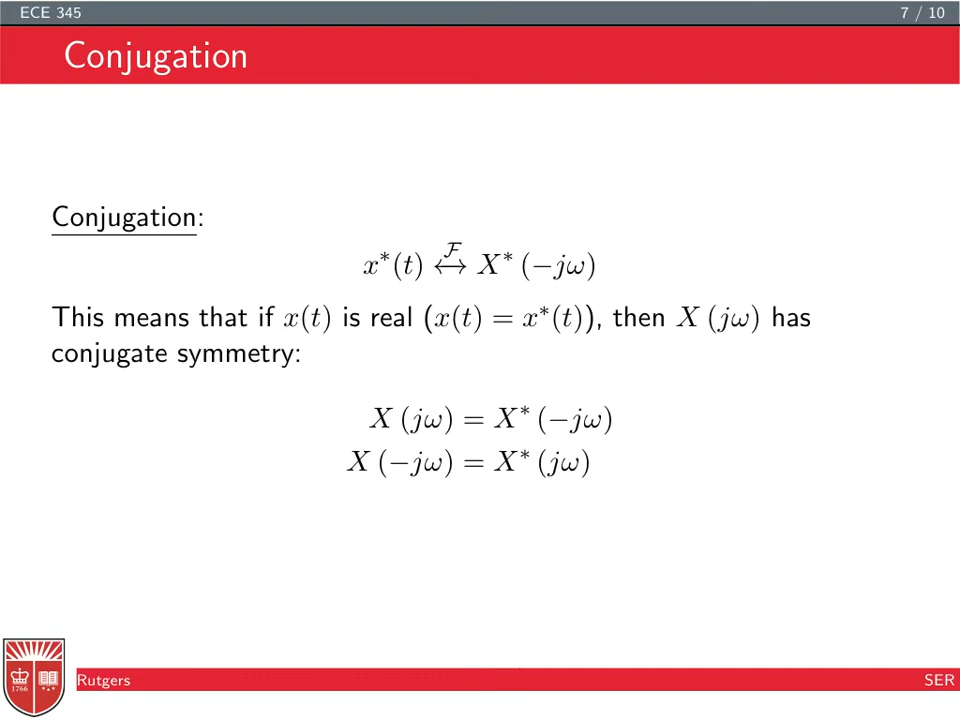 ECE 345
7 / 10
Conjugation
Conjugation:
x*(t) ℱ↔ X* (−jω)
This means that if x(t) is real (x(t) = x*(t)), then X (jω) has
conjugate symmetry:
X (jω) = X* (−jω)
X (−jω) = X* (jω)
1766
Rutgers
SER